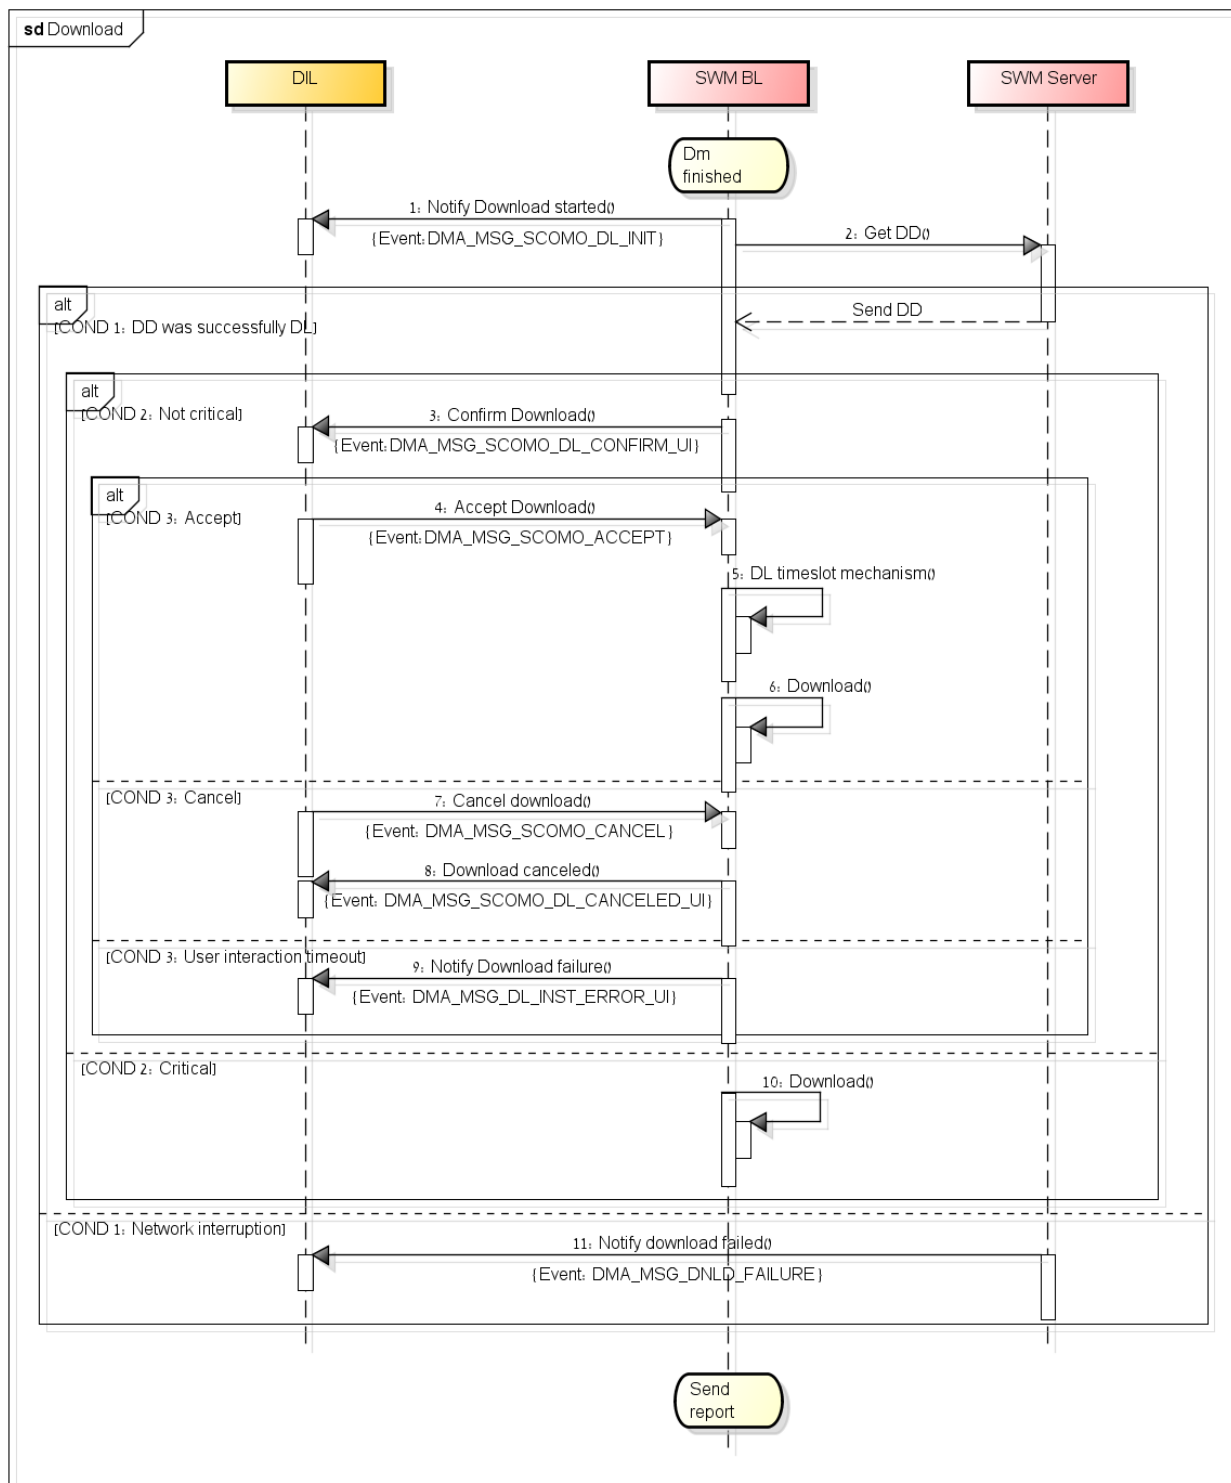 sd Download
DIL
SWM BL
SWM Server
Dm
finished
1: Notify Download started()
{Event:DMA_MSG_SCOMO_DL_INIT}
2: Get DD()
alt
[COND 1: DD was successfully DL]
Send DD
alt
[COND 2: Not critical]
3: Confirm Download()
{Event:DMA_MSG_SCOMO_DL_CONFIRM_UI}
alt
[COND 3: Accept]
4: Accept Download()
{Event:DMA_MSG_SCOMO_ACCEPT}
5: DL timeslot mechanism()
6: Download()
[COND 3: Cancel]
7: Cancel download()
{Event: DMA_MSG_SCOMO_CANCEL}
8: Download canceled()
{Event: DMA_MSG_SCOMO_DL_CANCELED_UI}
[COND 3: User interaction timeout]
9: Notify Download failure()
{Event: DMA_MSG_DL_INST_ERROR_UI}
[COND 2: Critical]
10: Download()
[COND 1: Network interruption]
11: Notify download failed()
{Event: DMA_MSG_DNLD_FAILURE}
Send
report